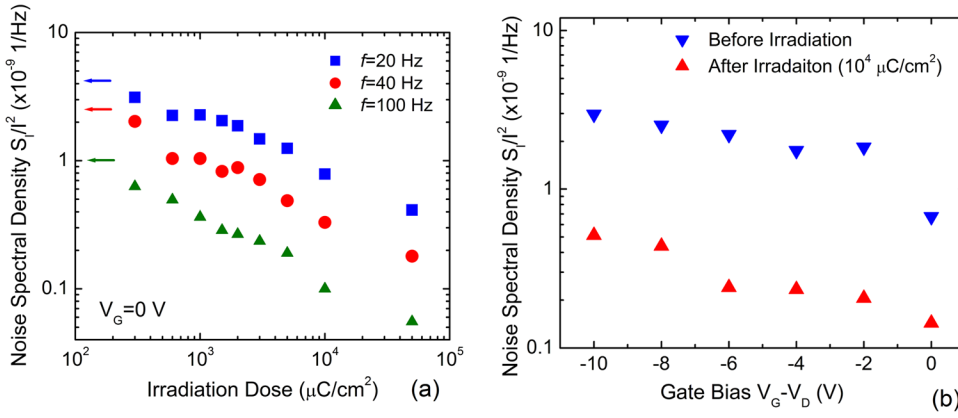 Noise Spectral Density S_I/I² (x10⁻⁹ 1/Hz)
f=20 Hz
f=40 Hz
f=100 Hz
10
1
0.1
V_G=0 V
10² 10³ 10⁴ 10⁵
Irradiation Dose (μC/cm²)
(a)
Noise Spectral Density S_I/I² (x10⁻⁹ 1/Hz)
Before Irradiation
After Irradaiton (10⁴ μC/cm²)
10
1
0.1
-10 -8 -6 -4 -2 0
Gate Bias V_G-V_D (V)
(b)